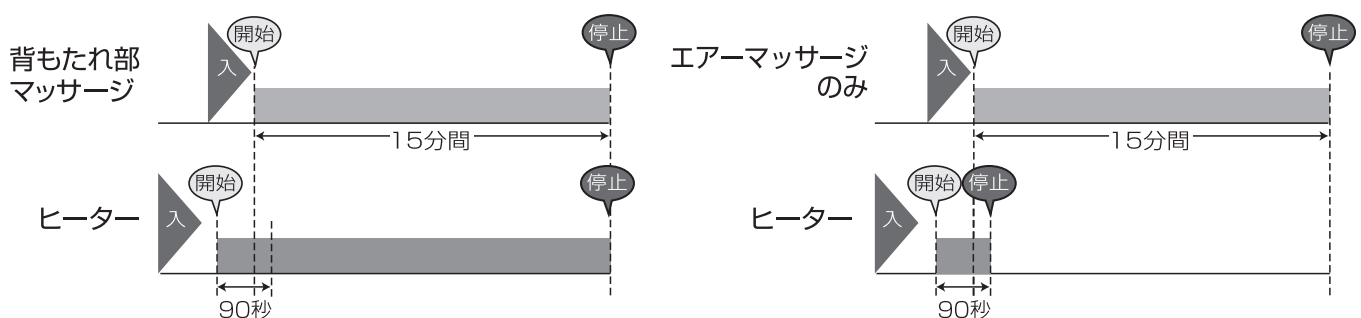 開始
停止
背もたれ部
マッサージ
入
15分間
開始
停止
ヒーター
入
90秒
開始
停止
エアーマッサージ
のみ
入
15分間
開始
停止
ヒーター
入
90秒